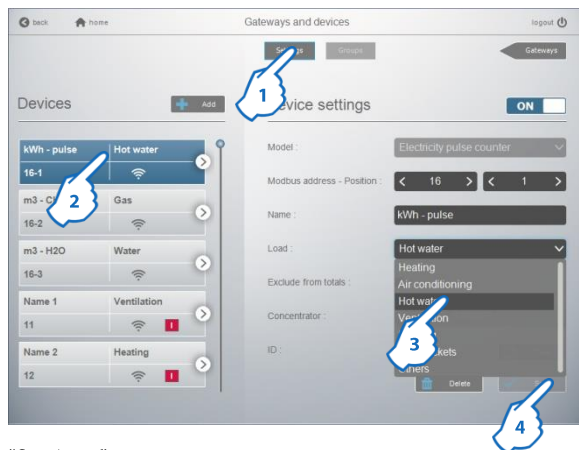 back home Gateways and devices logout
Groups Gateways
1
Devices Add Device settings ON
kWh - pulse Hot water
16-1
2
m3 - Gas
16-2
m3 - H2O Water
16-3
Name 1 Ventilation
11
Name 2 Heating
12
Model : Electricity pulse counter
Modbus address - Position : < 16 > < 1 >
Name : kWh - pulse
Load : Hot water
Heating
Air conditioning
Exclude from totals :
Hot water
Concentrator :
3
ID :
Others
Delete
4